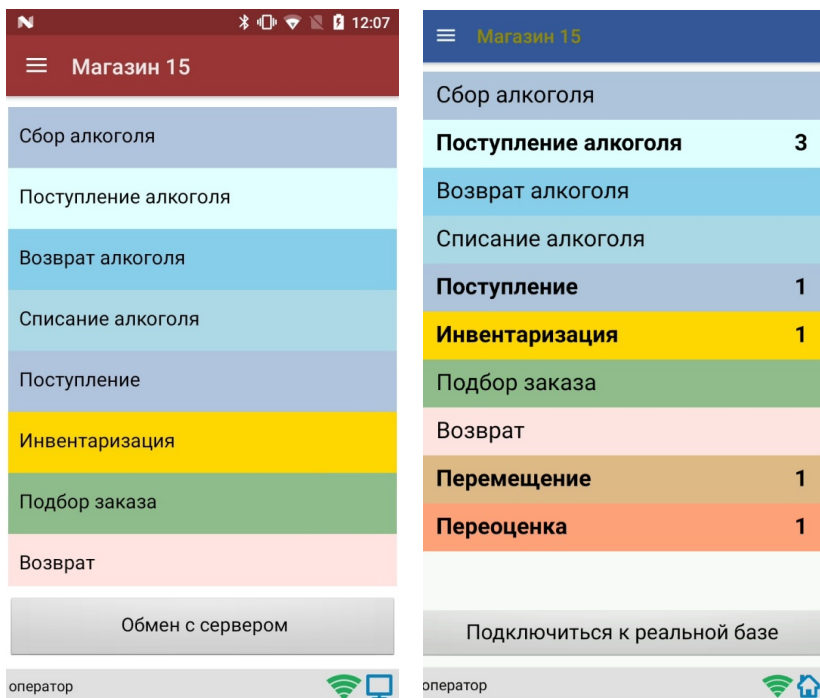 12:07
Магазин 15
Сбор алкоголя
Поступление алкоголя
Возврат алкоголя
Списание алкоголя
Поступление
Инвентаризация
Подбор заказа
Возврат
Обмен с сервером
оператор
Магазин 15
Сбор алкоголя
Поступление алкоголя 3
Возврат алкоголя
Списание алкоголя
Поступление 1
Инвентаризация 1
Подбор заказа
Возврат
Перемещение 1
Переоценка 1
Подключиться к реальной базе
оператор